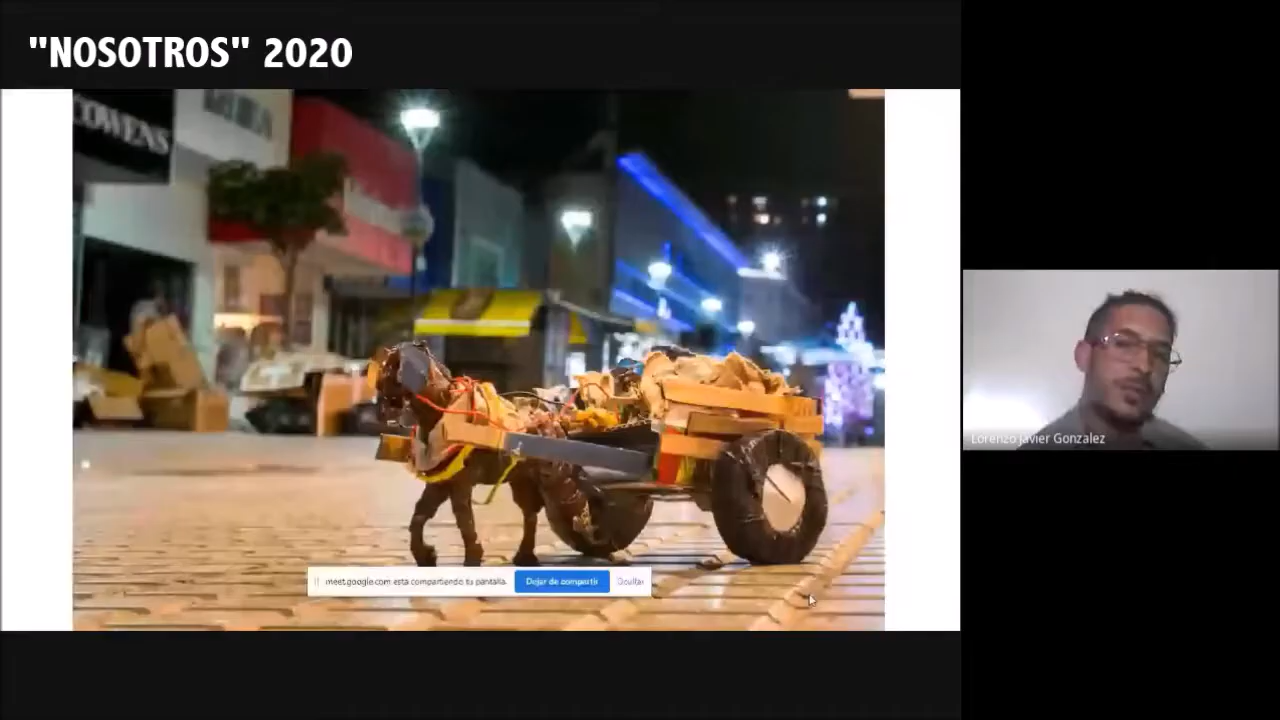 "NOSOTROS" 2020
COWENS
meet.google.com está compartiendo tu pantalla.
Dejar de compartir
Ocultar
Lorenzo Javier Gonzalez